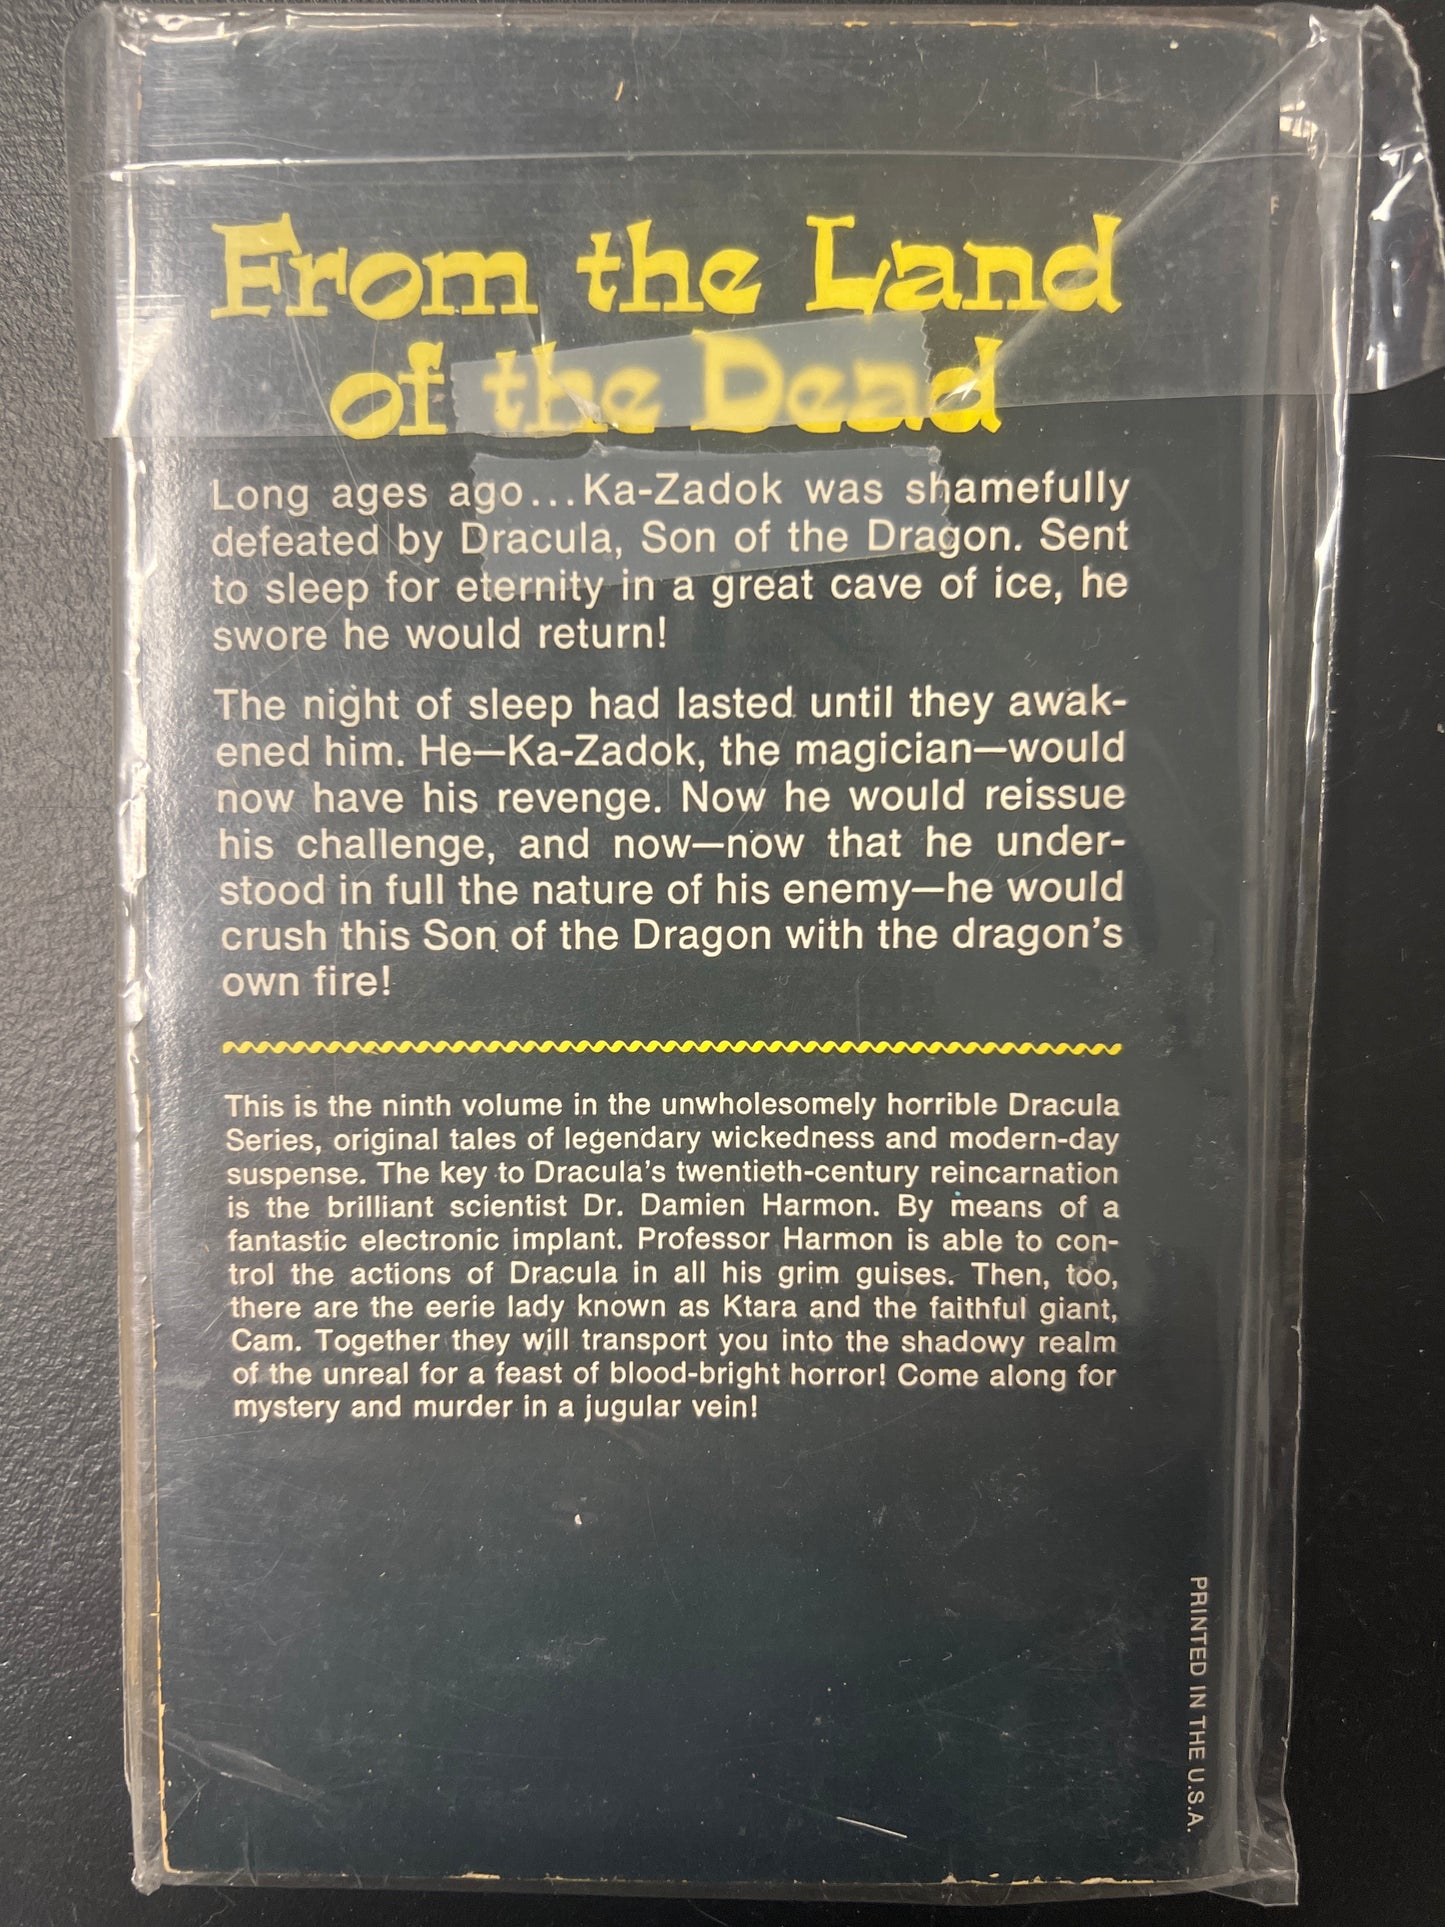 From the Land
of the Dead
Long ages ago...Ka-Zadok was shamefully
defeated by Dracula, Son of the Dragon. Sent
to sleep for eternity in a great cave of ice, he
swore he would return!
The night of sleep had lasted until they awak-
ened him. He—Ka-Zadok, the magician—would
now have his revenge. Now he would reissue
his challenge, and now—now that he under-
stood in full the nature of his enemy—he would
crush this Son of the Dragon with the dragon's
own fire!
This is the ninth volume in the unwholesomely horrible Dracula
Series, original tales of legendary wickedness and modern-day
suspense. The key to Dracula's twentieth-century reincarnation
is the brilliant scientist Dr. Damien Harmon. By means of a
fantastic electronic implant. Professor Harmon is able to con-
trol the actions of Dracula in all his grim guises. Then, too,
there are the eerie lady known as Ktara and the faithful giant,
Cam. Together they will transport you into the shadowy realm
of the unreal for a feast of blood-bright horror! Come along for
mystery and murder in a jugular vein!
PRINTED IN THE U.S.A.